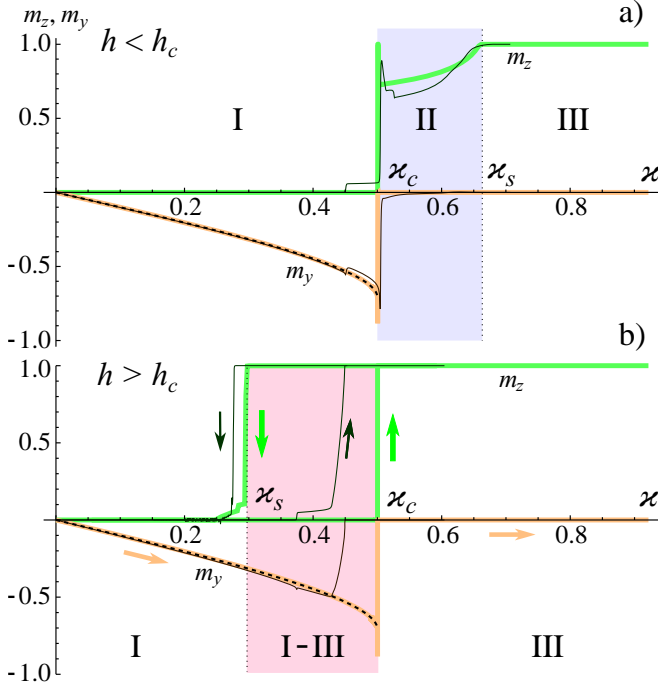 m_z, m_y
a)
1.0
h < h_c
m_z
I
II
III
0.5
ϰ_c
ϰ_s
ϰ
0.2
0.4
0.6
0.8
-0.5
m_y
-1.0
b)
1.0
h > h_c
m_z
0.5
ϰ_s
ϰ_c
ϰ
0.2
0.4
0.6
0.8
m_y
-0.5
I
I-III
III
-1.0